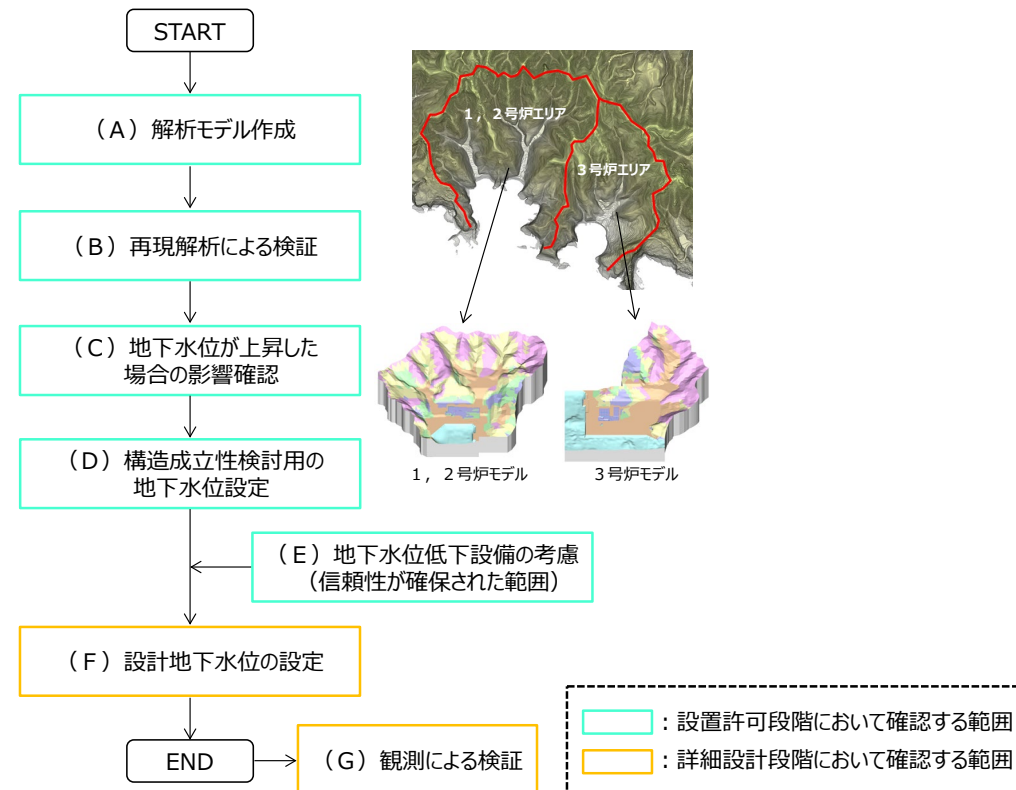 START
（A）解析モデル作成
（B）再現解析による検証
（C）地下水位が上昇した
場合の影響確認
（D）構造成立性検討用の
地下水位設定
（E）地下水位低下設備の考慮
（信頼性が確保された範囲）
（F）設計地下水位の設定
END
（G）観測による検証
１，２号炉エリア
３号炉エリア
１，２号炉モデル
３号炉モデル
：設置許可段階において確認する範囲
：詳細設計段階において確認する範囲